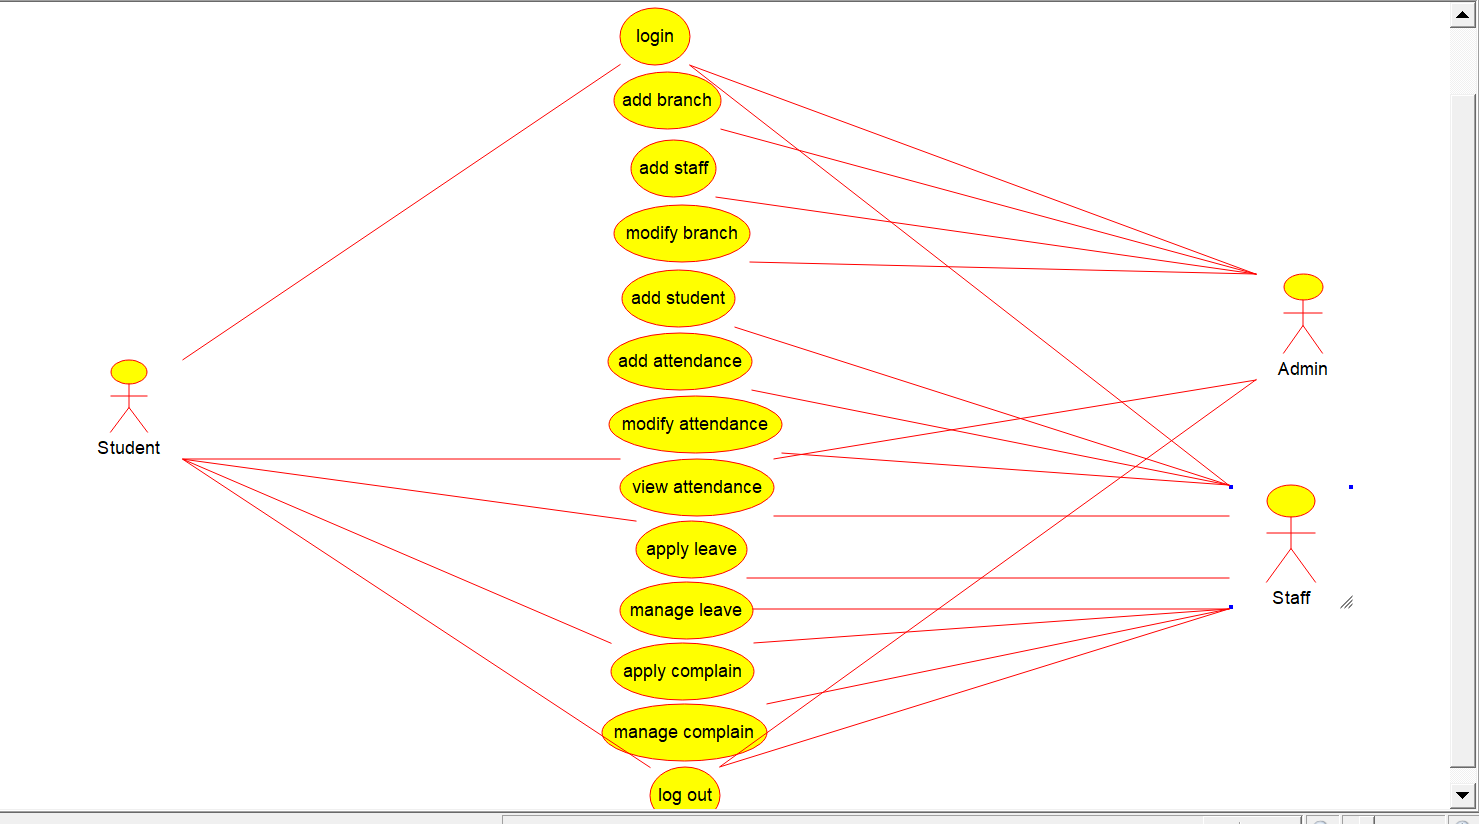 login
add branch
add staff
modify branch
add student
add attendance
modify attendance
view attendance
apply leave
manage leave
apply complain
manage complain
log out
Student
Admin
Staff